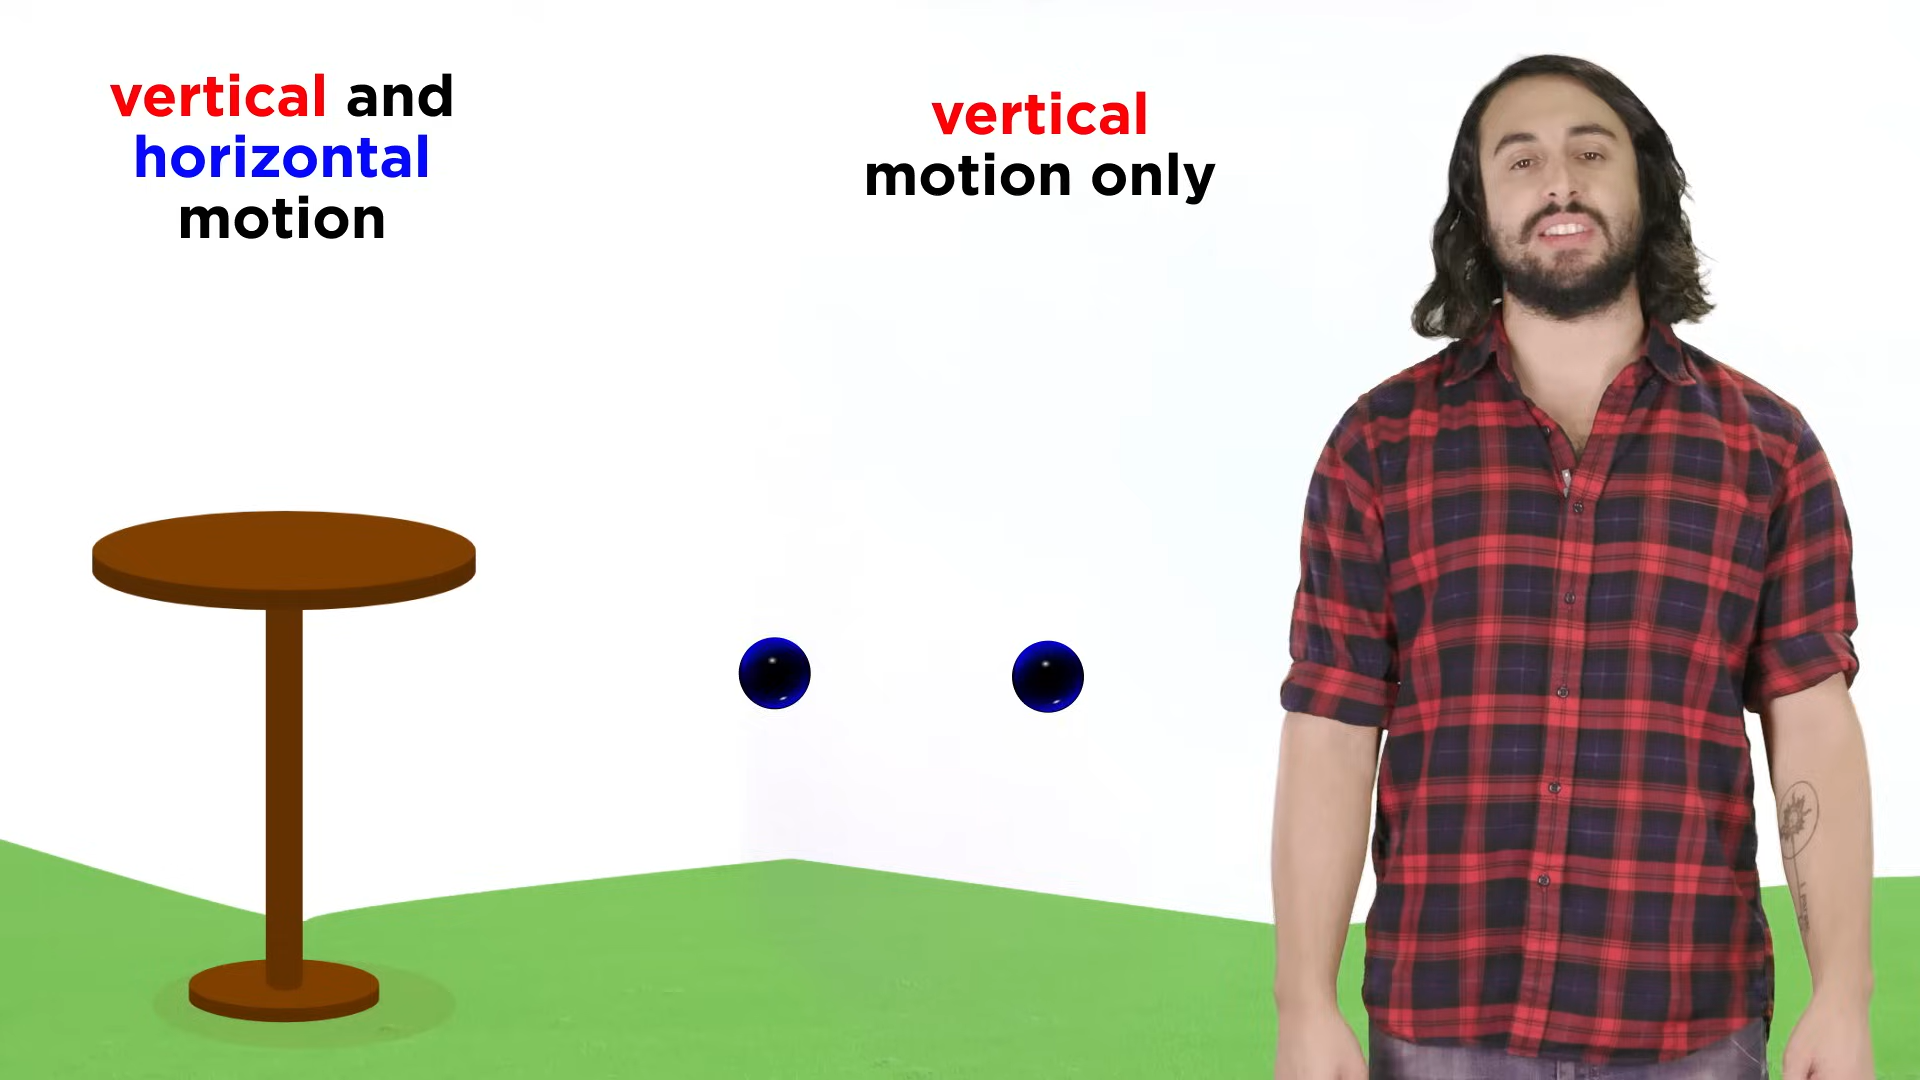 vertical and
horizontal
motion
vertical
motion only